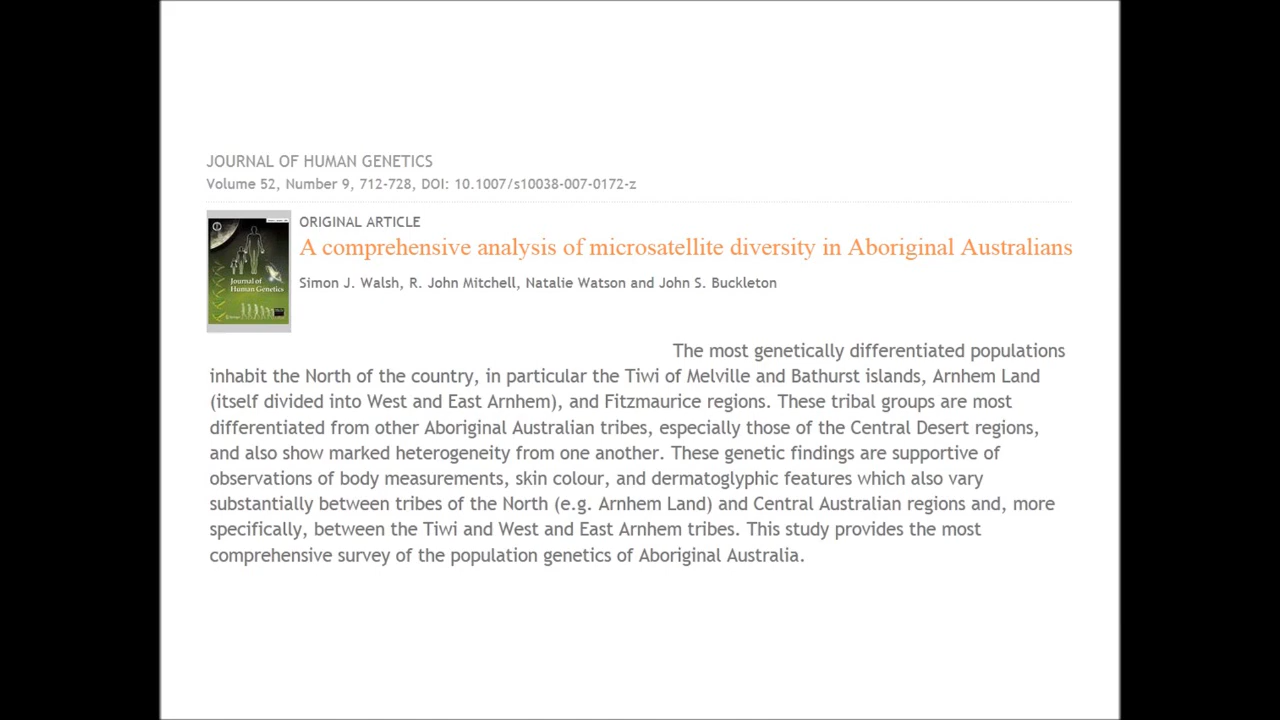 JOURNAL OF HUMAN GENETICS
Volume 52, Number 9, 712-728, DOI: 10.1007/s10038-007-0172-z
ORIGINAL ARTICLE
A comprehensive analysis of microsatellite diversity in Aboriginal Australians
Simon J. Walsh, R. John Mitchell, Natalie Watson and John S. Buckleton
Journal of
Human Genetics
The most genetically differentiated populations
inhabit the North of the country, in particular the Tiwi of Melville and Bathurst islands, Arnhem Land
(itself divided into West and East Arnhem), and Fitzmaurice regions. These tribal groups are most
differentiated from other Aboriginal Australian tribes, especially those of the Central Desert regions,
and also show marked heterogeneity from one another. These genetic findings are supportive of
observations of body measurements, skin colour, and dermatoglyphic features which also vary
substantially between tribes of the North (e.g. Arnhem Land) and Central Australian regions and, more
specifically, between the Tiwi and West and East Arnhem tribes. This study provides the most
comprehensive survey of the population genetics of Aboriginal Australia.